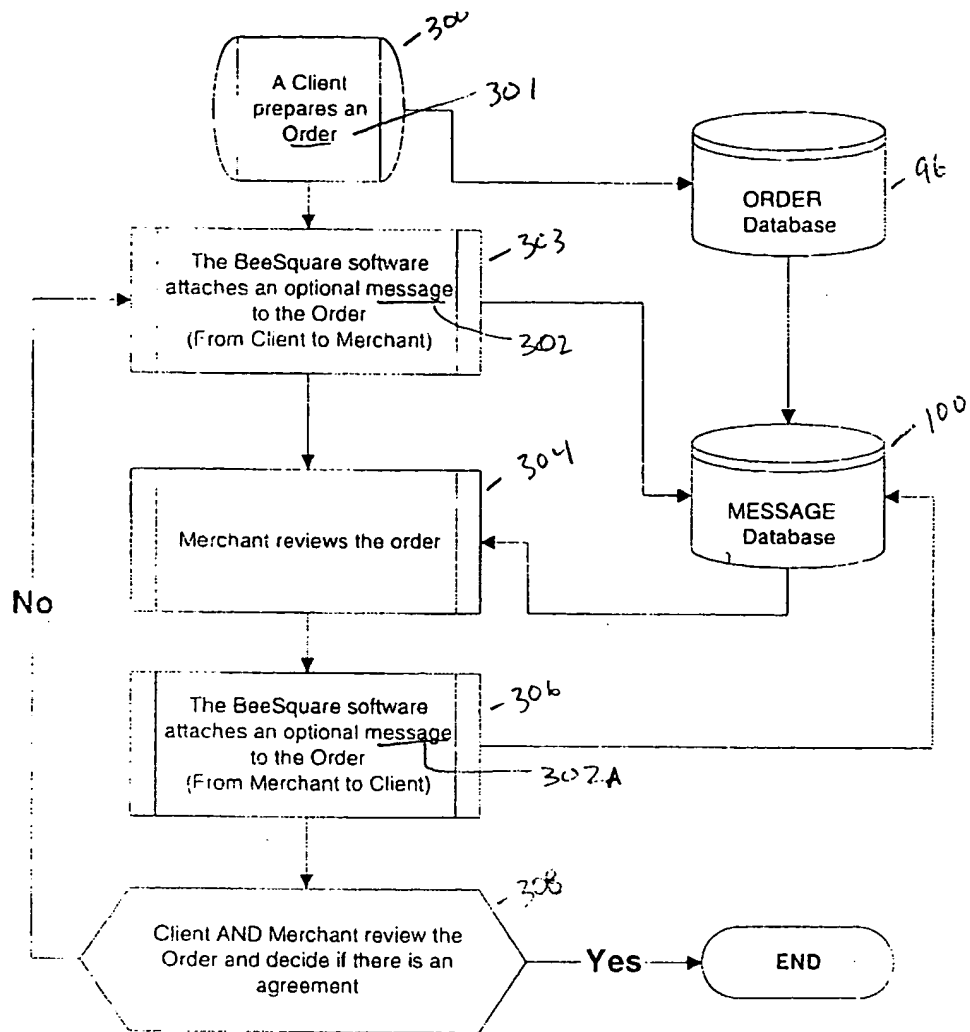 300
A Client
prepares an
Order
301
ORDER
Database
The BeeSquare software
attaches an optional message
to the Order
(From Client to Merchant)
303
302
100
304
Merchant reviews the order
MESSAGE
Database
No
The BeeSquare software
attaches an optional message
to the Order
(From Merchant to Client)
306
302A
308
Client AND Merchant review the
Order and decide if there is an
agreement
Yes
END